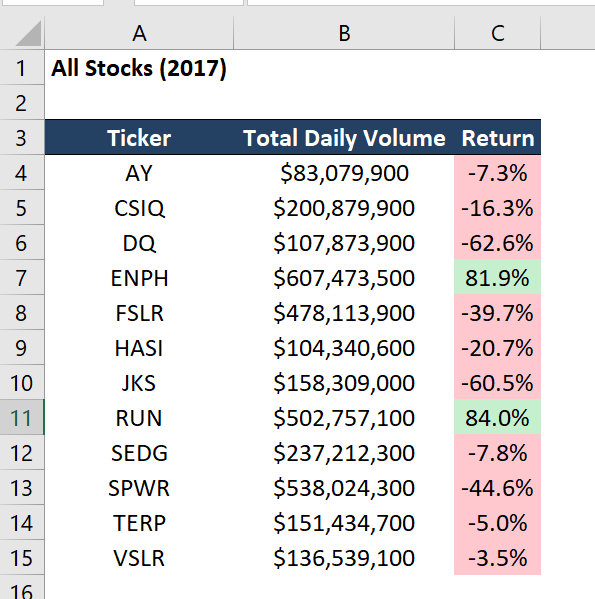 A B C
1 All Stocks (2017)
2
3 Ticker Total Daily Volume Return
4 AY $83,079,900 -7.3%
5 CSIQ $200,879,900 -16.3%
6 DQ $107,873,900 -62.6%
7 ENPH $607,473,500 81.9%
8 FSLR $478,113,900 -39.7%
9 HASI $104,340,600 -20.7%
10 JKS $158,309,000 -60.5%
11 RUN $502,757,100 84.0%
12 SEDG $237,212,300 -7.8%
13 SPWR $538,024,300 -44.6%
14 TERP $151,434,700 -5.0%
15 VSLR $136,539,100 -3.5%
16